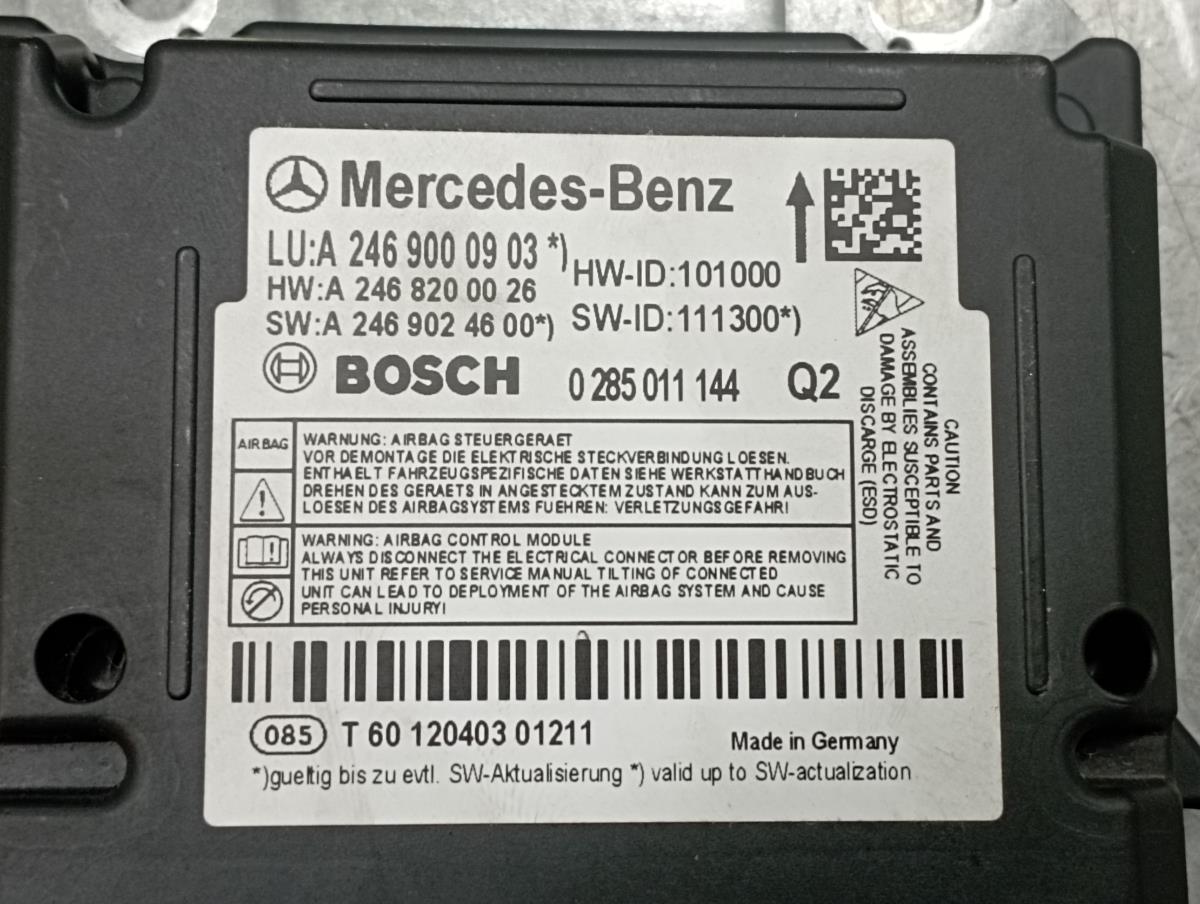 Mercedes-Benz
LU:A 246 900 09 03 *)
HW-ID:101000
HW:A 246 820 00 26
SW:A 246 902 46 00*)
SW-ID:111300*)
BOSCH
0 285 011 144
Q2
CAUTION
CONTAINS PARTS AND
ASSEMBLIES SUSCEPTIBLE TO
DAMAGE BY ELECTROSTATIC
DISCARGE (ESD)
AIRBAG
WARNUNG: AIRBAG STEUERGERAET
VOR DEMONTAGE DIE ELEKTRISCHE STECKVERBINDUNG LOESEN.
ENTHAELT FAHRZEUGSPEZIFISCHE DATEN SIEHE WERKSTATTHANDBUCH
DREHEN DES GERAETS IN ANGESTECKTEM ZUSTAND KANN ZUM AUS-
LOESEN DES AIRBAGSYSTEMS FUEHREN: VERLETZUNGSGEFAHR!
WARNING: AIRBAG CONTROL MODULE
ALWAYS DISCONNECT THE ELECTRICAL CONNECTOR BEFORE REMOVING
THIS UNIT REFER TO SERVICE MANUAL TILTING OF CONNECTED
UNIT CAN LEAD TO DEPLOYMENT OF THE AIRBAG SYSTEM AND CAUSE
PERSONAL INJURY!
085 T 60 120403 01211
Made in Germany
*)gueltig bis zu evtl. SW-Aktualisierung *) valid up to SW-actualization